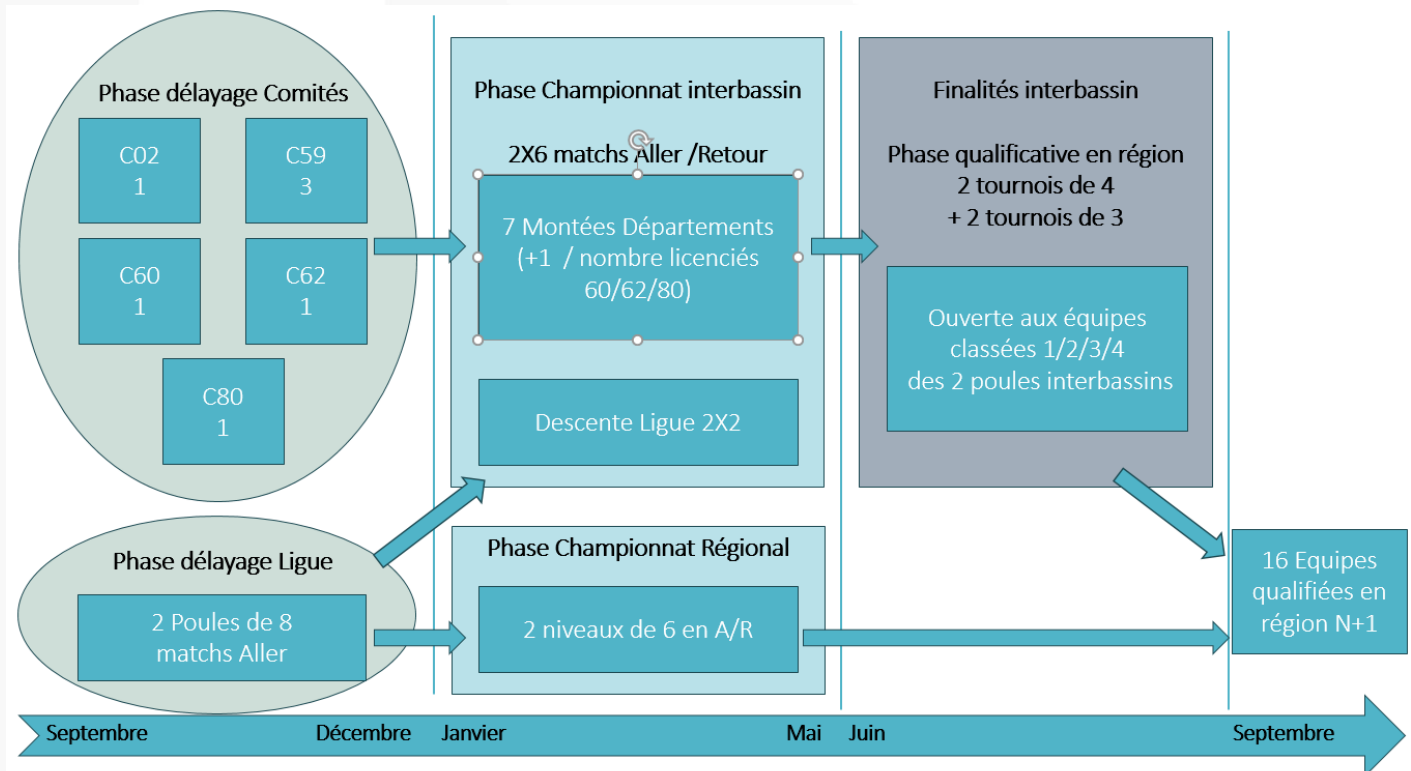 Phase délayage Comités
C02
1
C59
3
C60
1
C62
1
C80
1
Phase délayage Ligue
2 Poules de 8
matchs Aller
Phase Championnat interbassin
2X6 matchs Aller /Retour
7 Montées Départements
(+1 / nombre licenciés
60/62/80)
Descente Ligue 2X2
Phase Championnat Régional
2 niveaux de 6 en A/R
Finalités interbassin
Phase qualificative en région
2 tournois de 4
+ 2 tournois de 3
Ouverte aux équipes
classées 1/2/3/4
des 2 poules interbassins
16 Equipes
qualifiées en
région N+1
Septembre
Décembre
Janvier
Mai
Juin
Septembre